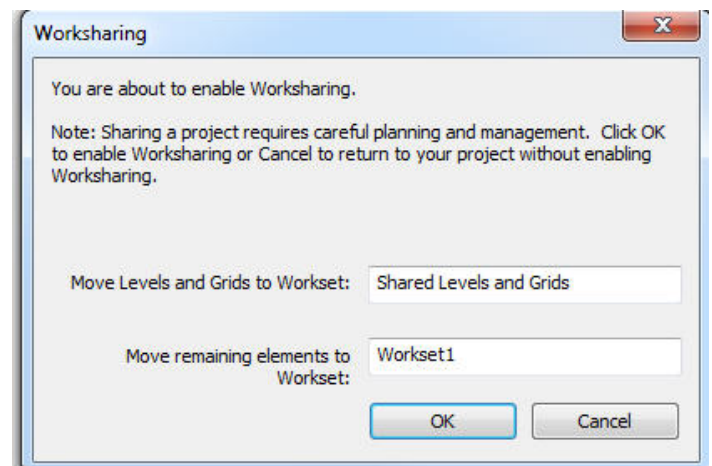 Worksharing
You are about to enable Worksharing.
Note: Sharing a project requires careful planning and management.  Click OK
to enable Worksharing or Cancel to return to your project without enabling
Worksharing.
Move Levels and Grids to Workset:
Shared Levels and Grids
Move remaining elements to
Workset:
Workset1
OK
Cancel